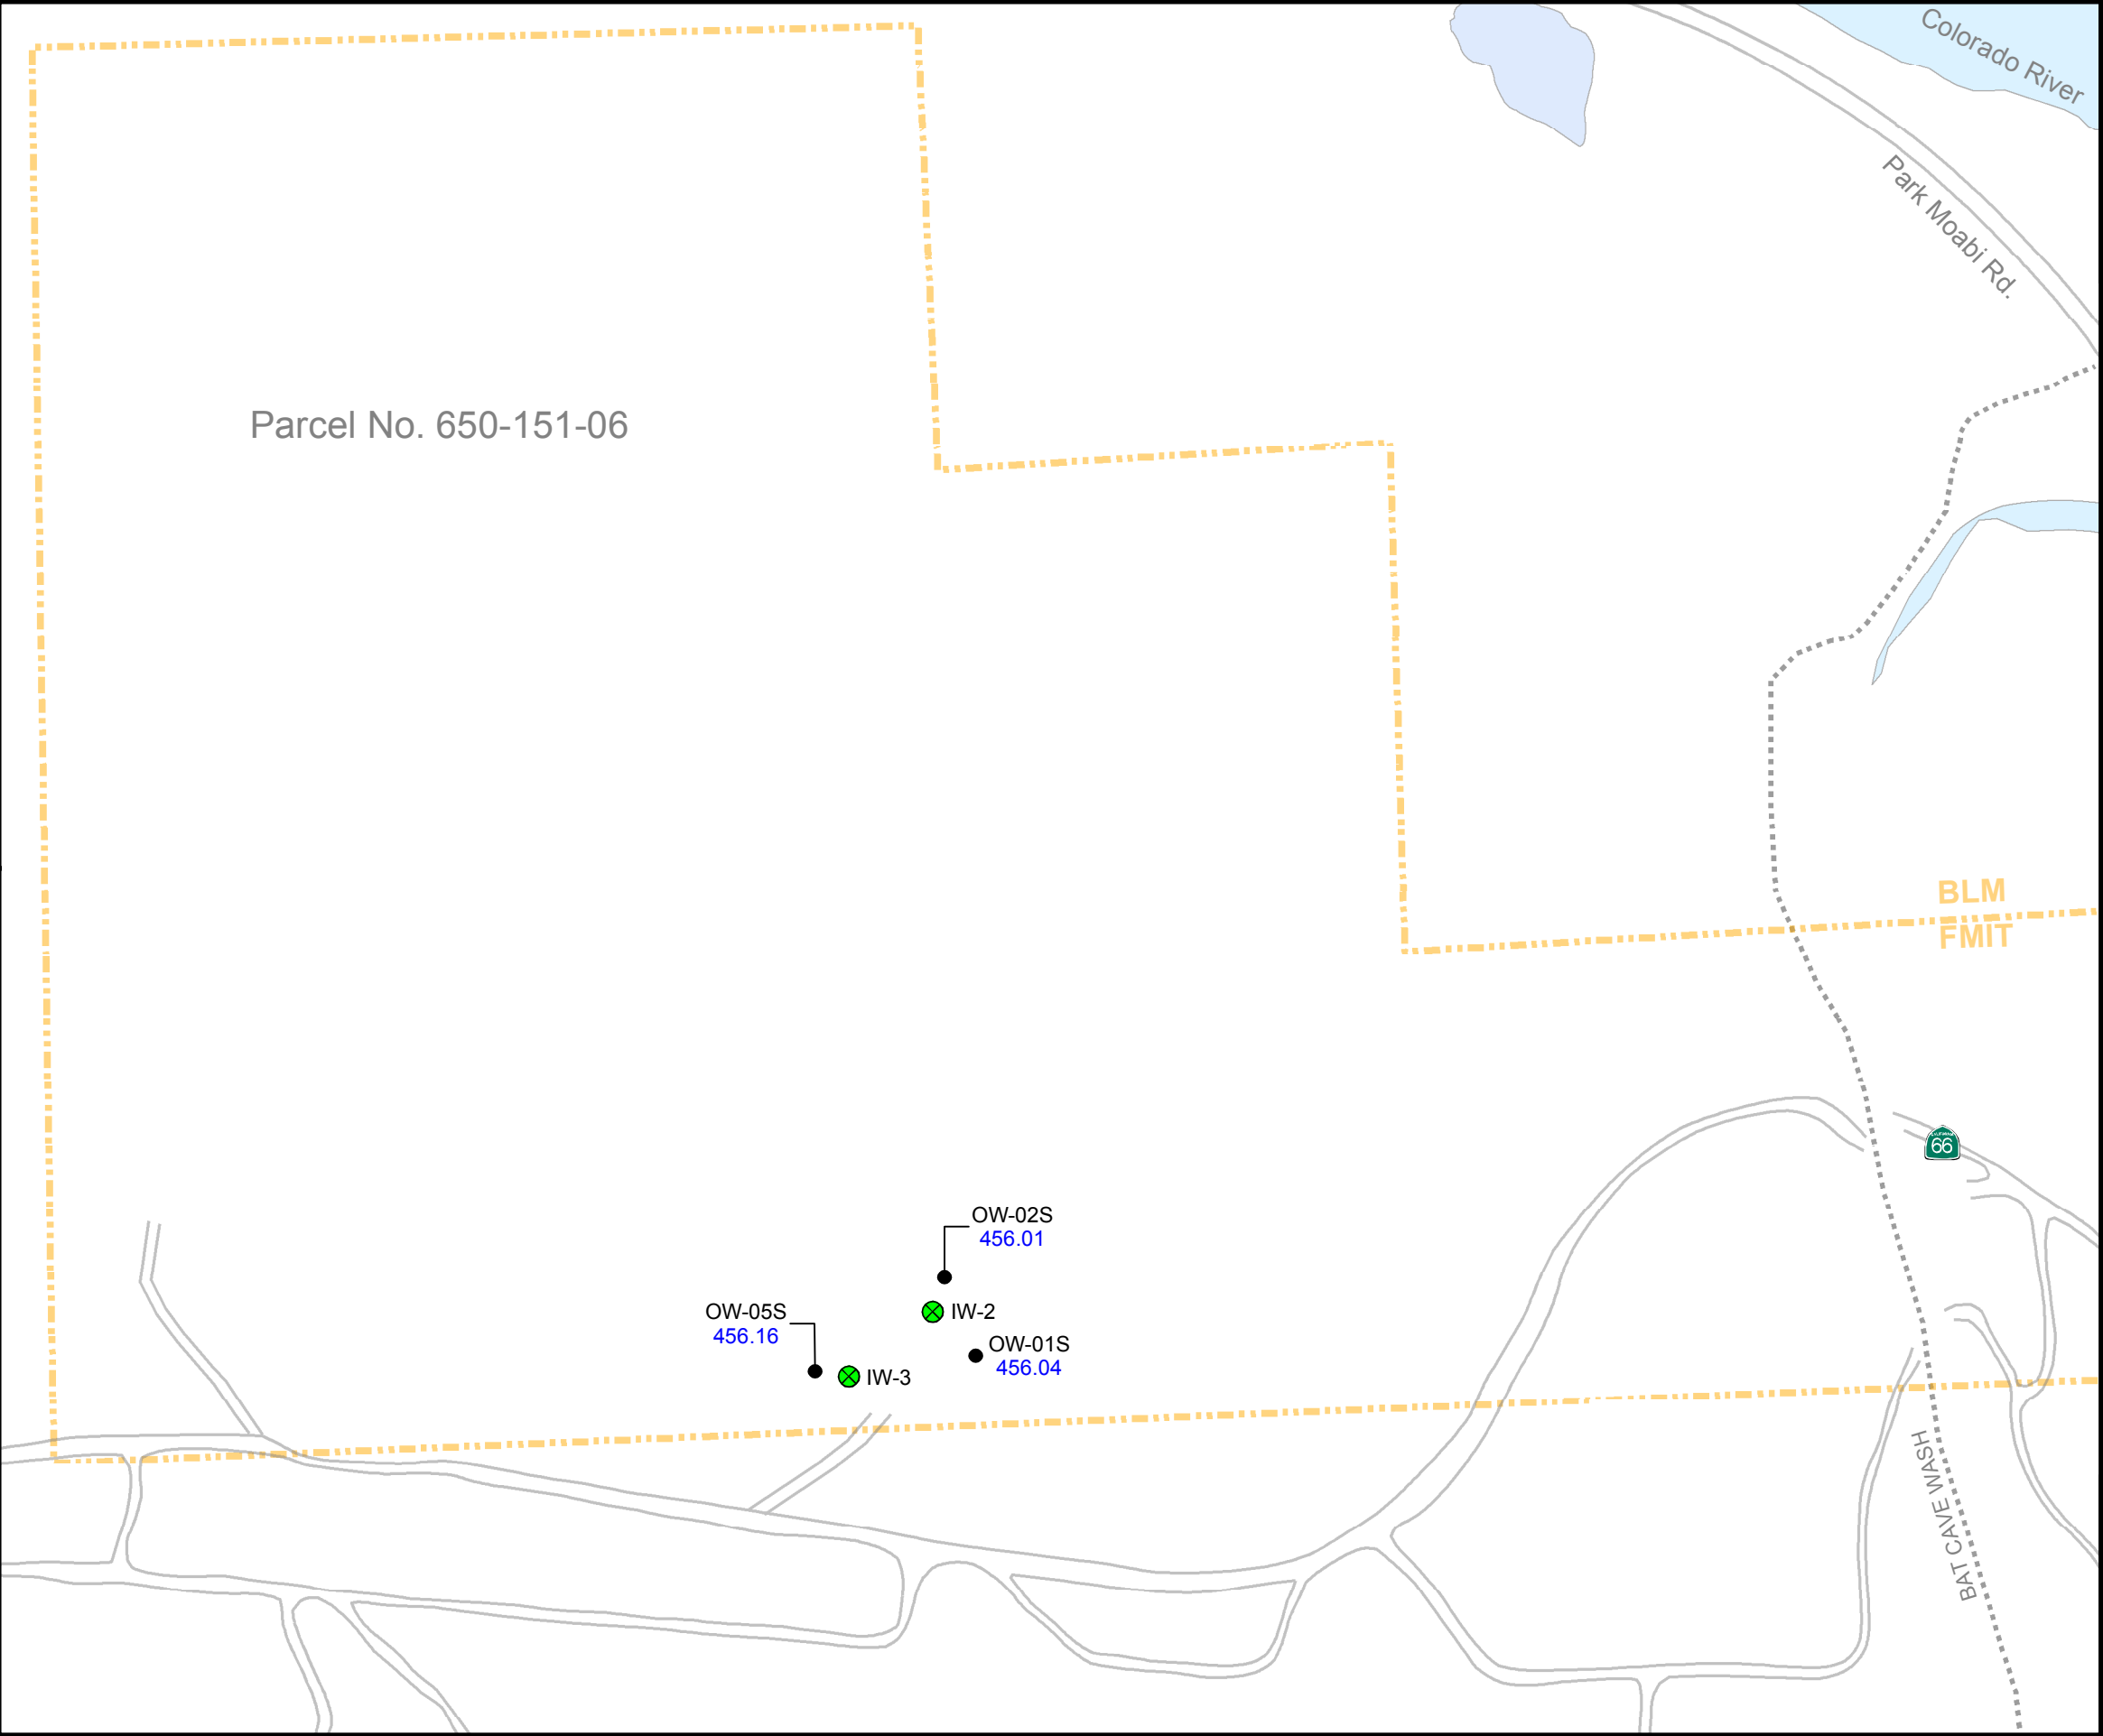 Colorado River
Park Moabi Rd.
Parcel No. 650-151-06
BLM
FMIT
66
OW-02S
456.01
OW-05S
456.16
IW-2
OW-01S
456.04
IW-3
BAT CAVE WASH